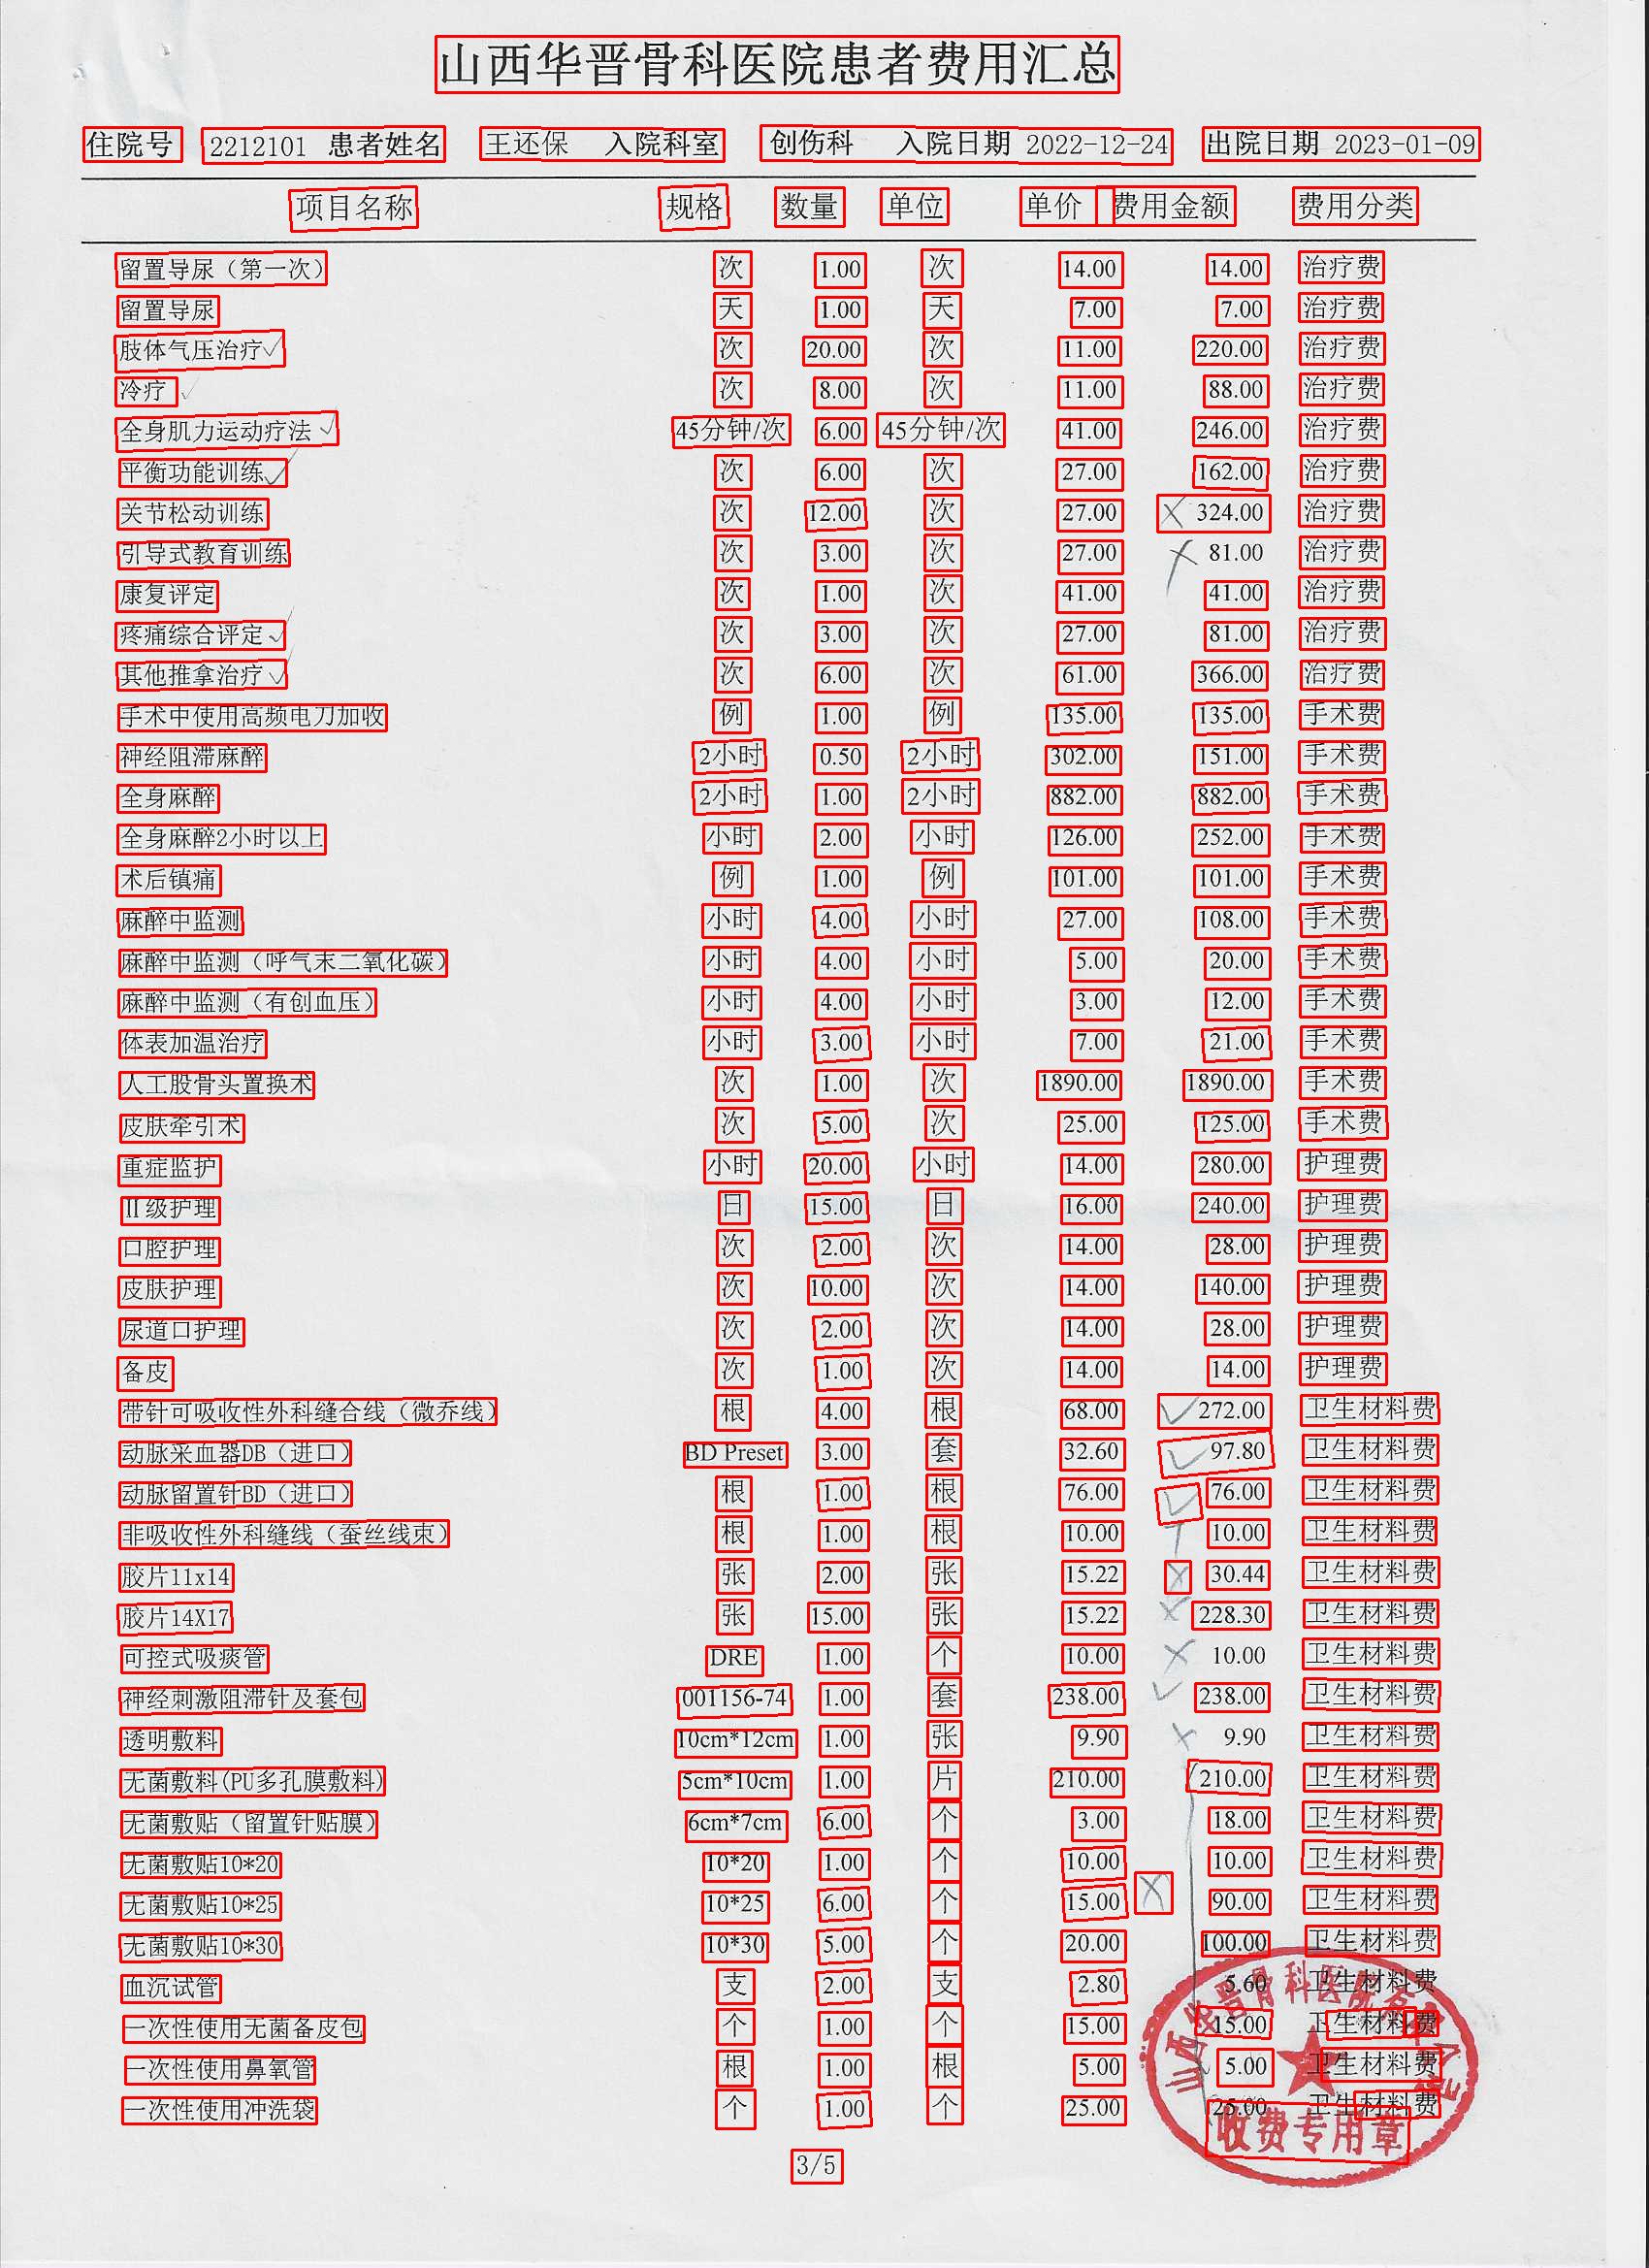 山西华晋骨科医院患者费用汇总
住院号 2212101 患者姓名 王还保 入院科室 创伤科 入院日期 2022-12-24 出院日期 2023-01-09
项目名称 规格 数量 单位 单价 费用金额 费用分类
留置导尿（第一次） 次 1.00 次 14.00 14.00 治疗费
留置导尿 天 1.00 天 7.00 7.00 治疗费
肢体气压治疗✓ 次 20.00 次 11.00 220.00 治疗费
冷疗✓ 次 8.00 次 11.00 88.00 治疗费
全身肌力运动疗法✓ 45分钟/次 6.00 45分钟/次 41.00 246.00 治疗费
平衡功能训练✓ 次 6.00 次 27.00 162.00 治疗费
关节松动训练 次 12.00 次 27.00 ×324.00 治疗费
引导式教育训练 次 3.00 次 27.00 ×81.00 治疗费
康复评定 次 1.00 次 41.00 41.00 治疗费
疼痛综合评定✓ 次 3.00 次 27.00 81.00 治疗费
其他推拿治疗✓ 次 6.00 次 61.00 366.00 治疗费
手术中使用高频电刀加收 例 1.00 例 135.00 135.00 手术费
神经阻滞麻醉 2小时 0.50 2小时 302.00 151.00 手术费
全身麻醉 2小时 1.00 2小时 882.00 882.00 手术费
全身麻醉2小时以上 小时 2.00 小时 126.00 252.00 手术费
术后镇痛 例 1.00 例 101.00 101.00 手术费
麻醉中监测 小时 4.00 小时 27.00 108.00 手术费
麻醉中监测（呼气末二氧化碳） 小时 4.00 小时 5.00 20.00 手术费
麻醉中监测（有创血压） 小时 4.00 小时 3.00 12.00 手术费
体表加温治疗 小时 3.00 小时 7.00 21.00 手术费
人工股骨头置换术 次 1.00 次 1890.00 1890.00 手术费
皮肤牵引术 次 5.00 次 25.00 125.00 手术费
重症监护 小时 20.00 小时 14.00 280.00 护理费
Ⅱ级护理 日 15.00 日 16.00 240.00 护理费
口腔护理 次 2.00 次 14.00 28.00 护理费
皮肤护理 次 10.00 次 14.00 140.00 护理费
尿道口护理 次 2.00 次 14.00 28.00 护理费
备皮 次 1.00 次 14.00 14.00 护理费
带针可吸收性外科缝合线（微乔线） 根 4.00 根 68.00 ✓272.00 卫生材料费
动脉采血器DB（进口） BD Preset 3.00 套 32.60 ✓97.80 卫生材料费
动脉留置针BD（进口） 根 1.00 根 76.00 ✓76.00 卫生材料费
非吸收性外科缝线（蚕丝线束） 根 1.00 根 10.00 10.00 卫生材料费
胶片11x14 张 2.00 张 15.22 ×30.44 卫生材料费
胶片14X17 张 15.00 张 15.22 ×228.30 卫生材料费
可控式吸痰管 DRE 1.00 个 10.00 ×10.00 卫生材料费
神经刺激阻滞针及套包 001156-74 1.00 套 238.00 ✓238.00 卫生材料费
透明敷料 10cm*12cm 1.00 张 9.90 ×9.90 卫生材料费
无菌敷料(PU多孔膜敷料) 5cm*10cm 1.00 片 210.00 210.00 卫生材料费
无菌敷贴（留置针贴膜） 6cm*7cm 6.00 个 3.00 18.00 卫生材料费
无菌敷贴10*20 10*20 1.00 个 10.00 10.00 卫生材料费
无菌敷贴10*25 10*25 6.00 个 15.00 ×90.00 卫生材料费
无菌敷贴10*30 10*30 5.00 个 20.00 100.00 卫生材料费
血沉试管 支 2.00 支 2.80 5.60 卫生材料费
一次性使用无菌备皮包 个 1.00 个 15.00 15.00 卫生材料费
一次性使用鼻氧管 根 1.00 根 5.00 5.00 卫生材料费
一次性使用冲洗袋 个 1.00 个 25.00 25.00 卫生材料费
山西华晋骨科医院有限公司
收费专用章
3/5